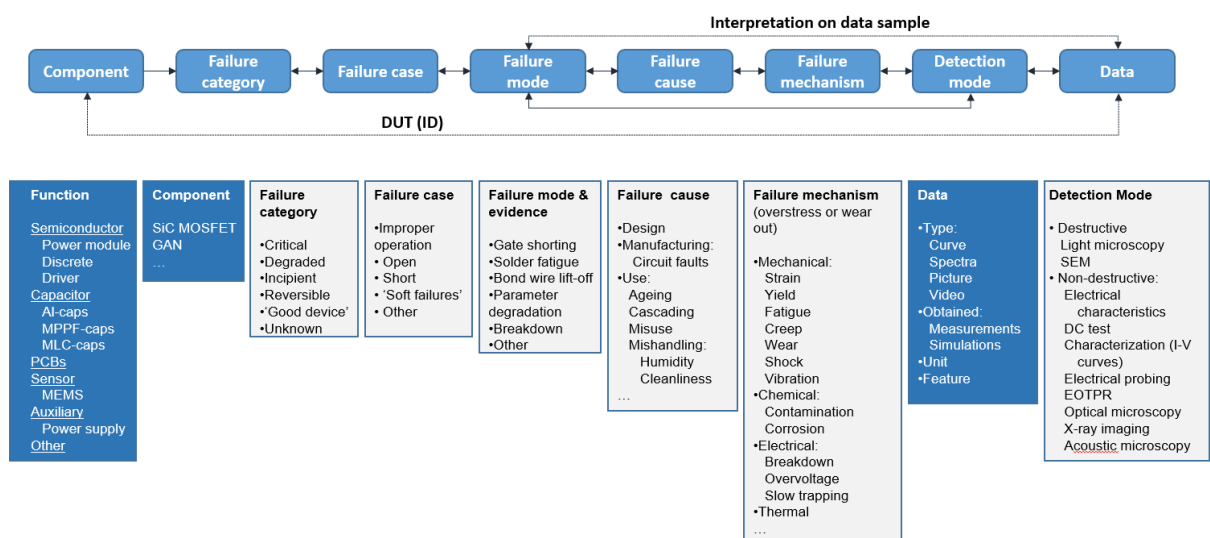 Interpretation on data sample
Component
Failure
category
Failure case
Failure
mode
Failure
cause
Failure
mechanism
Detection
mode
Data
DUT (ID)
Function
Semiconductor
Power module
Discrete
Driver
Capacitor
Al-caps
MPPF-caps
MLC-caps
PCBs
Sensor
MEMS
Auxiliary
Power supply
Other
Component
SiC MOSFET
GAN
…
Failure
category
•Critical
•Degraded
•Incipient
•Reversible
•'Good device'
•Unknown
Failure case
•Improper
operation
• Open
• Short
• 'Soft failures'
• Other
Failure mode &
evidence
•Gate shorting
•Solder fatigue
•Bond wire lift-off
•Parameter
degradation
•Breakdown
•Other
Failure cause
•Design
•Manufacturing:
Circuit faults
•Use:
Ageing
Cascading
Misuse
Mishandling:
Humidity
Cleanliness
…
Failure mechanism
(overstress or wear
out)
•Mechanical:
Strain
Yield
Fatigue
Creep
Wear
Shock
Vibration
•Chemical:
Contamination
Corrosion
•Electrical:
Breakdown
Overvoltage
Slow trapping
•Thermal
…
Data
•Type:
Curve
Spectra
Picture
Video
•Obtained:
Measurements
Simulations
•Unit
•Feature
Detection Mode
• Destructive
Light microscopy
SEM
• Non-destructive:
Electrical
characteristics
DC test
Characterization (I-V
curves)
Electrical probing
EOTPR
Optical microscopy
X-ray imaging
Acoustic microscopy